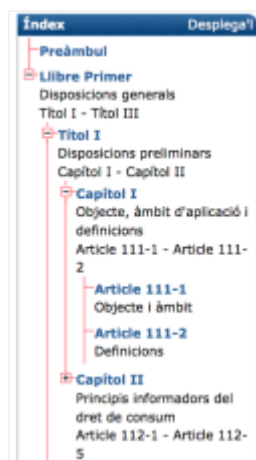 Índex Desplega'l
Preàmbul
Llibre Primer
Disposicions generals
Títol I - Títol III
Títol I
Disposicions preliminars
Capítol I - Capítol II
Capítol I
Objecte, àmbit d'aplicació i
definicions
Article 111-1 - Article 111-
2
Article 111-1
Objecte i àmbit
Article 111-2
Definicions
Capítol II
Principis informadors del
dret de consum
Article 112-1 - Article 112-
5